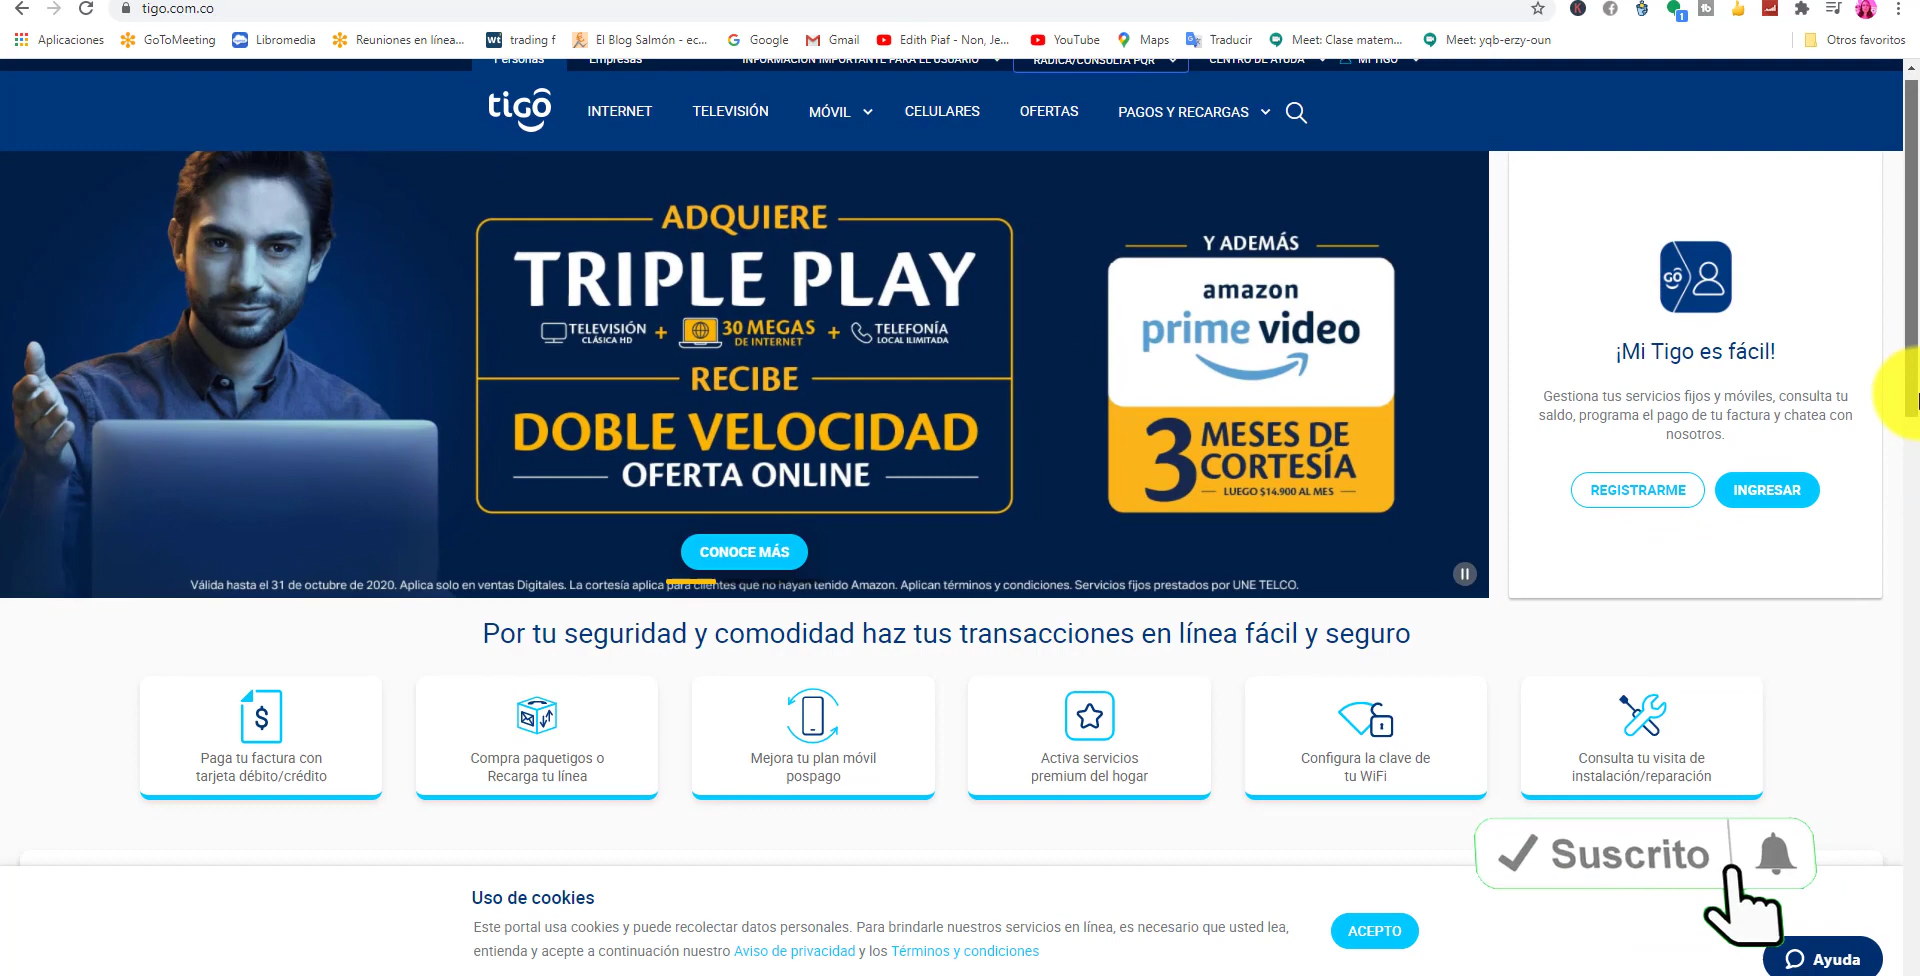 tigo.com.co
Aplicaciones
GoToMeeting
Libromedia
Reuniones en línea...
wt trading f
El Blog Salmón - ec...
Google
Gmail
Edith Piaf - Non, Je...
YouTube
Maps
Traducir
Meet: Clase matem...
Meet: yqb-erzy-oun
Otros favoritos
Personas
Empresas
INFORMACIÓN IMPORTANTE PARA EL USUARIO
RADICA/CONSULTA PQR
CENTRO DE AYUDA
MI TIGO
tigo
INTERNET
TELEVISIÓN
MÓVIL
CELULARES
OFERTAS
PAGOS Y RECARGAS
ADQUIERE
TRIPLE PLAY
TELEVISIÓN
CLÁSICA HD
+
30 MEGAS
DE INTERNET
+
TELEFONÍA
LOCAL ILIMITADA
RECIBE
DOBLE VELOCIDAD
OFERTA ONLINE
Y ADEMÁS
amazon
prime video
3 MESES DE
CORTESÍA
LUEGO $14.900 AL MES
CONOCE MÁS
Válida hasta el 31 de octubre de 2020. Aplica solo en ventas Digitales. La cortesía aplica para clientes que no hayan tenido Amazon. Aplican términos y condiciones. Servicios fijos prestados por UNE TELCO.
¡Mi Tigo es fácil!
Gestiona tus servicios fijos y móviles, consulta tu
saldo, programa el pago de tu factura y chatea con
nosotros.
REGISTRARME
INGRESAR
Por tu seguridad y comodidad haz tus transacciones en línea fácil y seguro
Paga tu factura con
tarjeta débito/crédito
Compra paquetigos o
Recarga tu línea
Mejora tu plan móvil
pospago
Activa servicios
premium del hogar
Configura la clave de
tu WiFi
Consulta tu visita de
instalación/reparación
Suscrito
Uso de cookies
Este portal usa cookies y puede recolectar datos personales. Para brindarle nuestros servicios en línea, es necesario que usted lea,
entienda y acepte a continuación nuestro Aviso de privacidad y los Términos y condiciones
ACEPTO
Ayuda